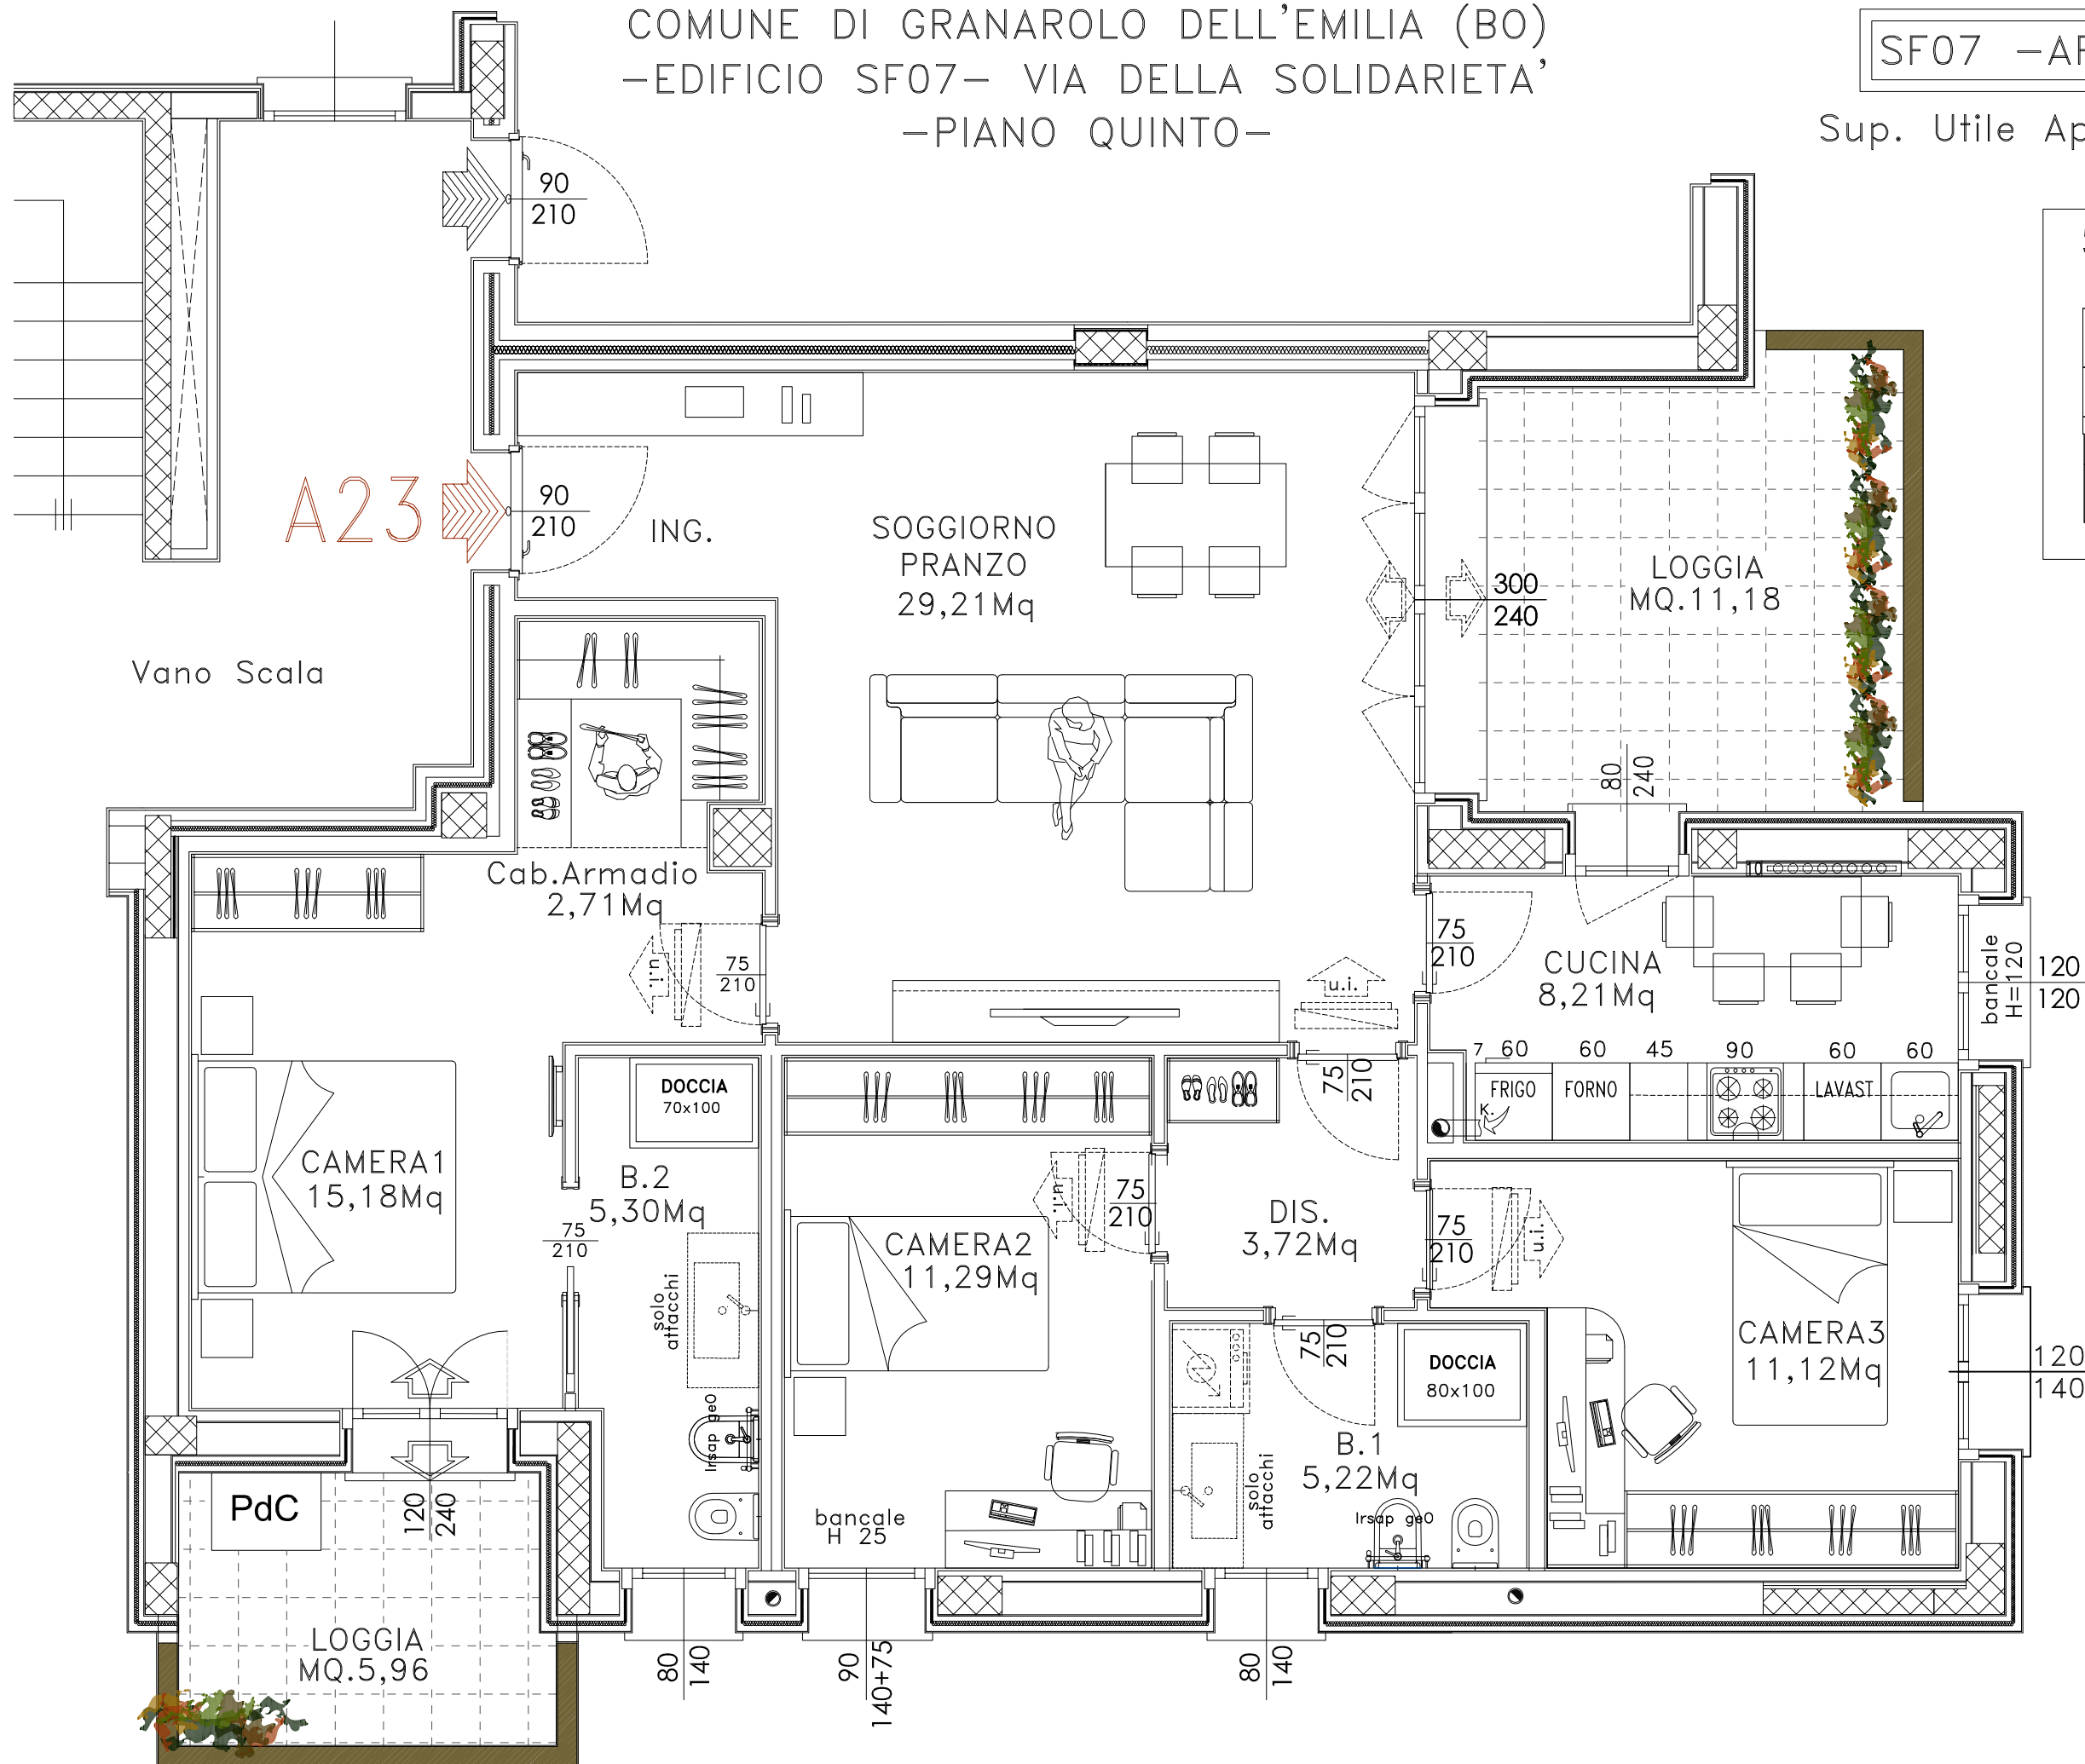 COMUNE DI GRANAROLO DELL'EMILIA (BO)
-EDIFICIO SF07- VIA DELLA SOLIDARIETA'
-PIANO QUINTO-
SF07 -
Sup. Utile
90
210
A23
90
210
ING.
SOGGIORNO
PRANZO
29,21Mq
300
240
LOGGIA
MQ.11,18
Vano Scala
80
240
Cab.Armadio
2,71Mq
u.i.
75
210
u.i.
75
210
CUCINA
8,21Mq
bancale
H=120
120
120
7 60 60 45 90 60 60
FRIGO FORNO LAVAST
K.
DOCCIA
70x100
75
210
CAMERA1
15,18Mq
B.2
5,30Mq
75
210
solo
attacchi
Irsap geO
u.i.
75
210
CAMERA2
11,29Mq
DIS.
3,72Mq
75
210
u.i.
75
210
CAMERA3
11,12Mq
120
140
DOCCIA
80x100
B.1
5,22Mq
solo
attacchi
Irsap geO
bancale
H 25
PdC
120
240
LOGGIA
MQ.5,96
80
140
90
140+75
80
140